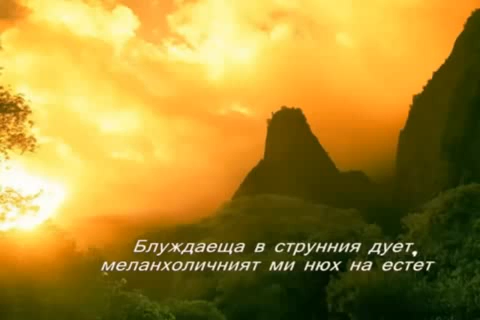 Блуждаеща в струнния дует,
меланхоличният ми нюх на естет